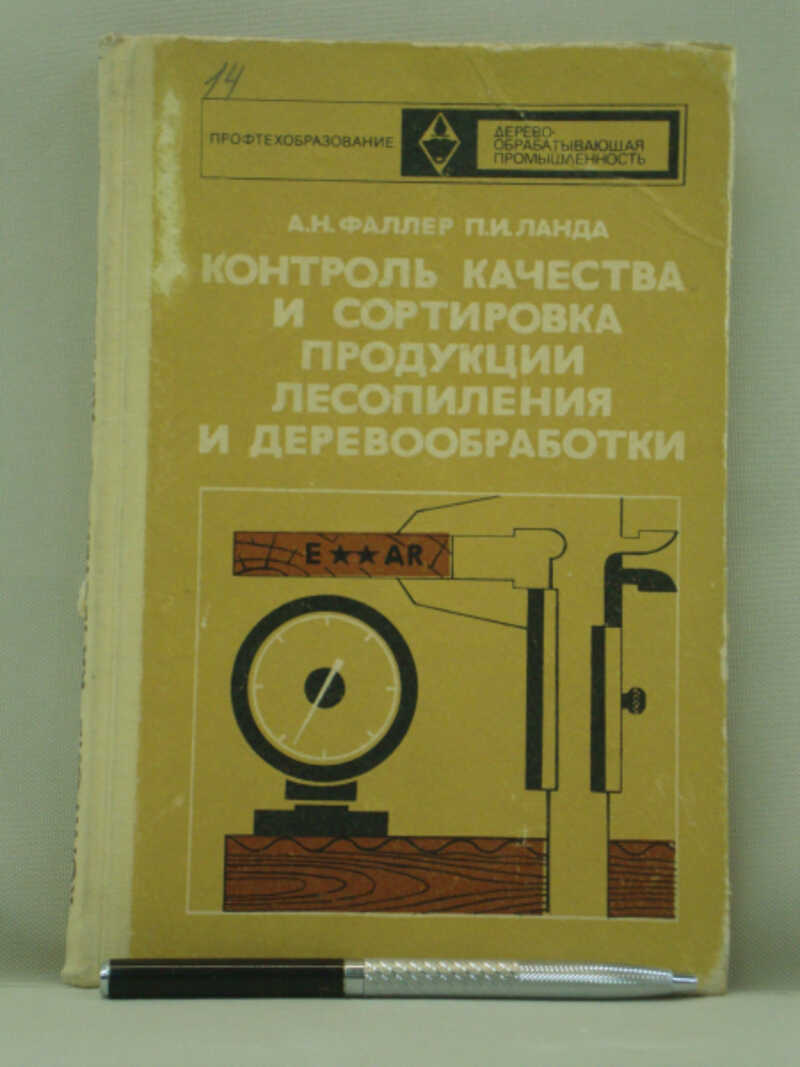 14
ПРОФТЕХОБРАЗОВАНИЕ
ДЕРЕВО-
ОБРАБАТЫВАЮЩАЯ
ПРОМЫШЛЕННОСТЬ
А.Н.ФАЛЛЕР П.И.ЛАНДА
КОНТРОЛЬ КАЧЕСТВА
И СОРТИРОВКА
ПРОДУКЦИИ
ЛЕСОПИЛЕНИЯ
И ДЕРЕВООБРАБОТКИ
E★★AR